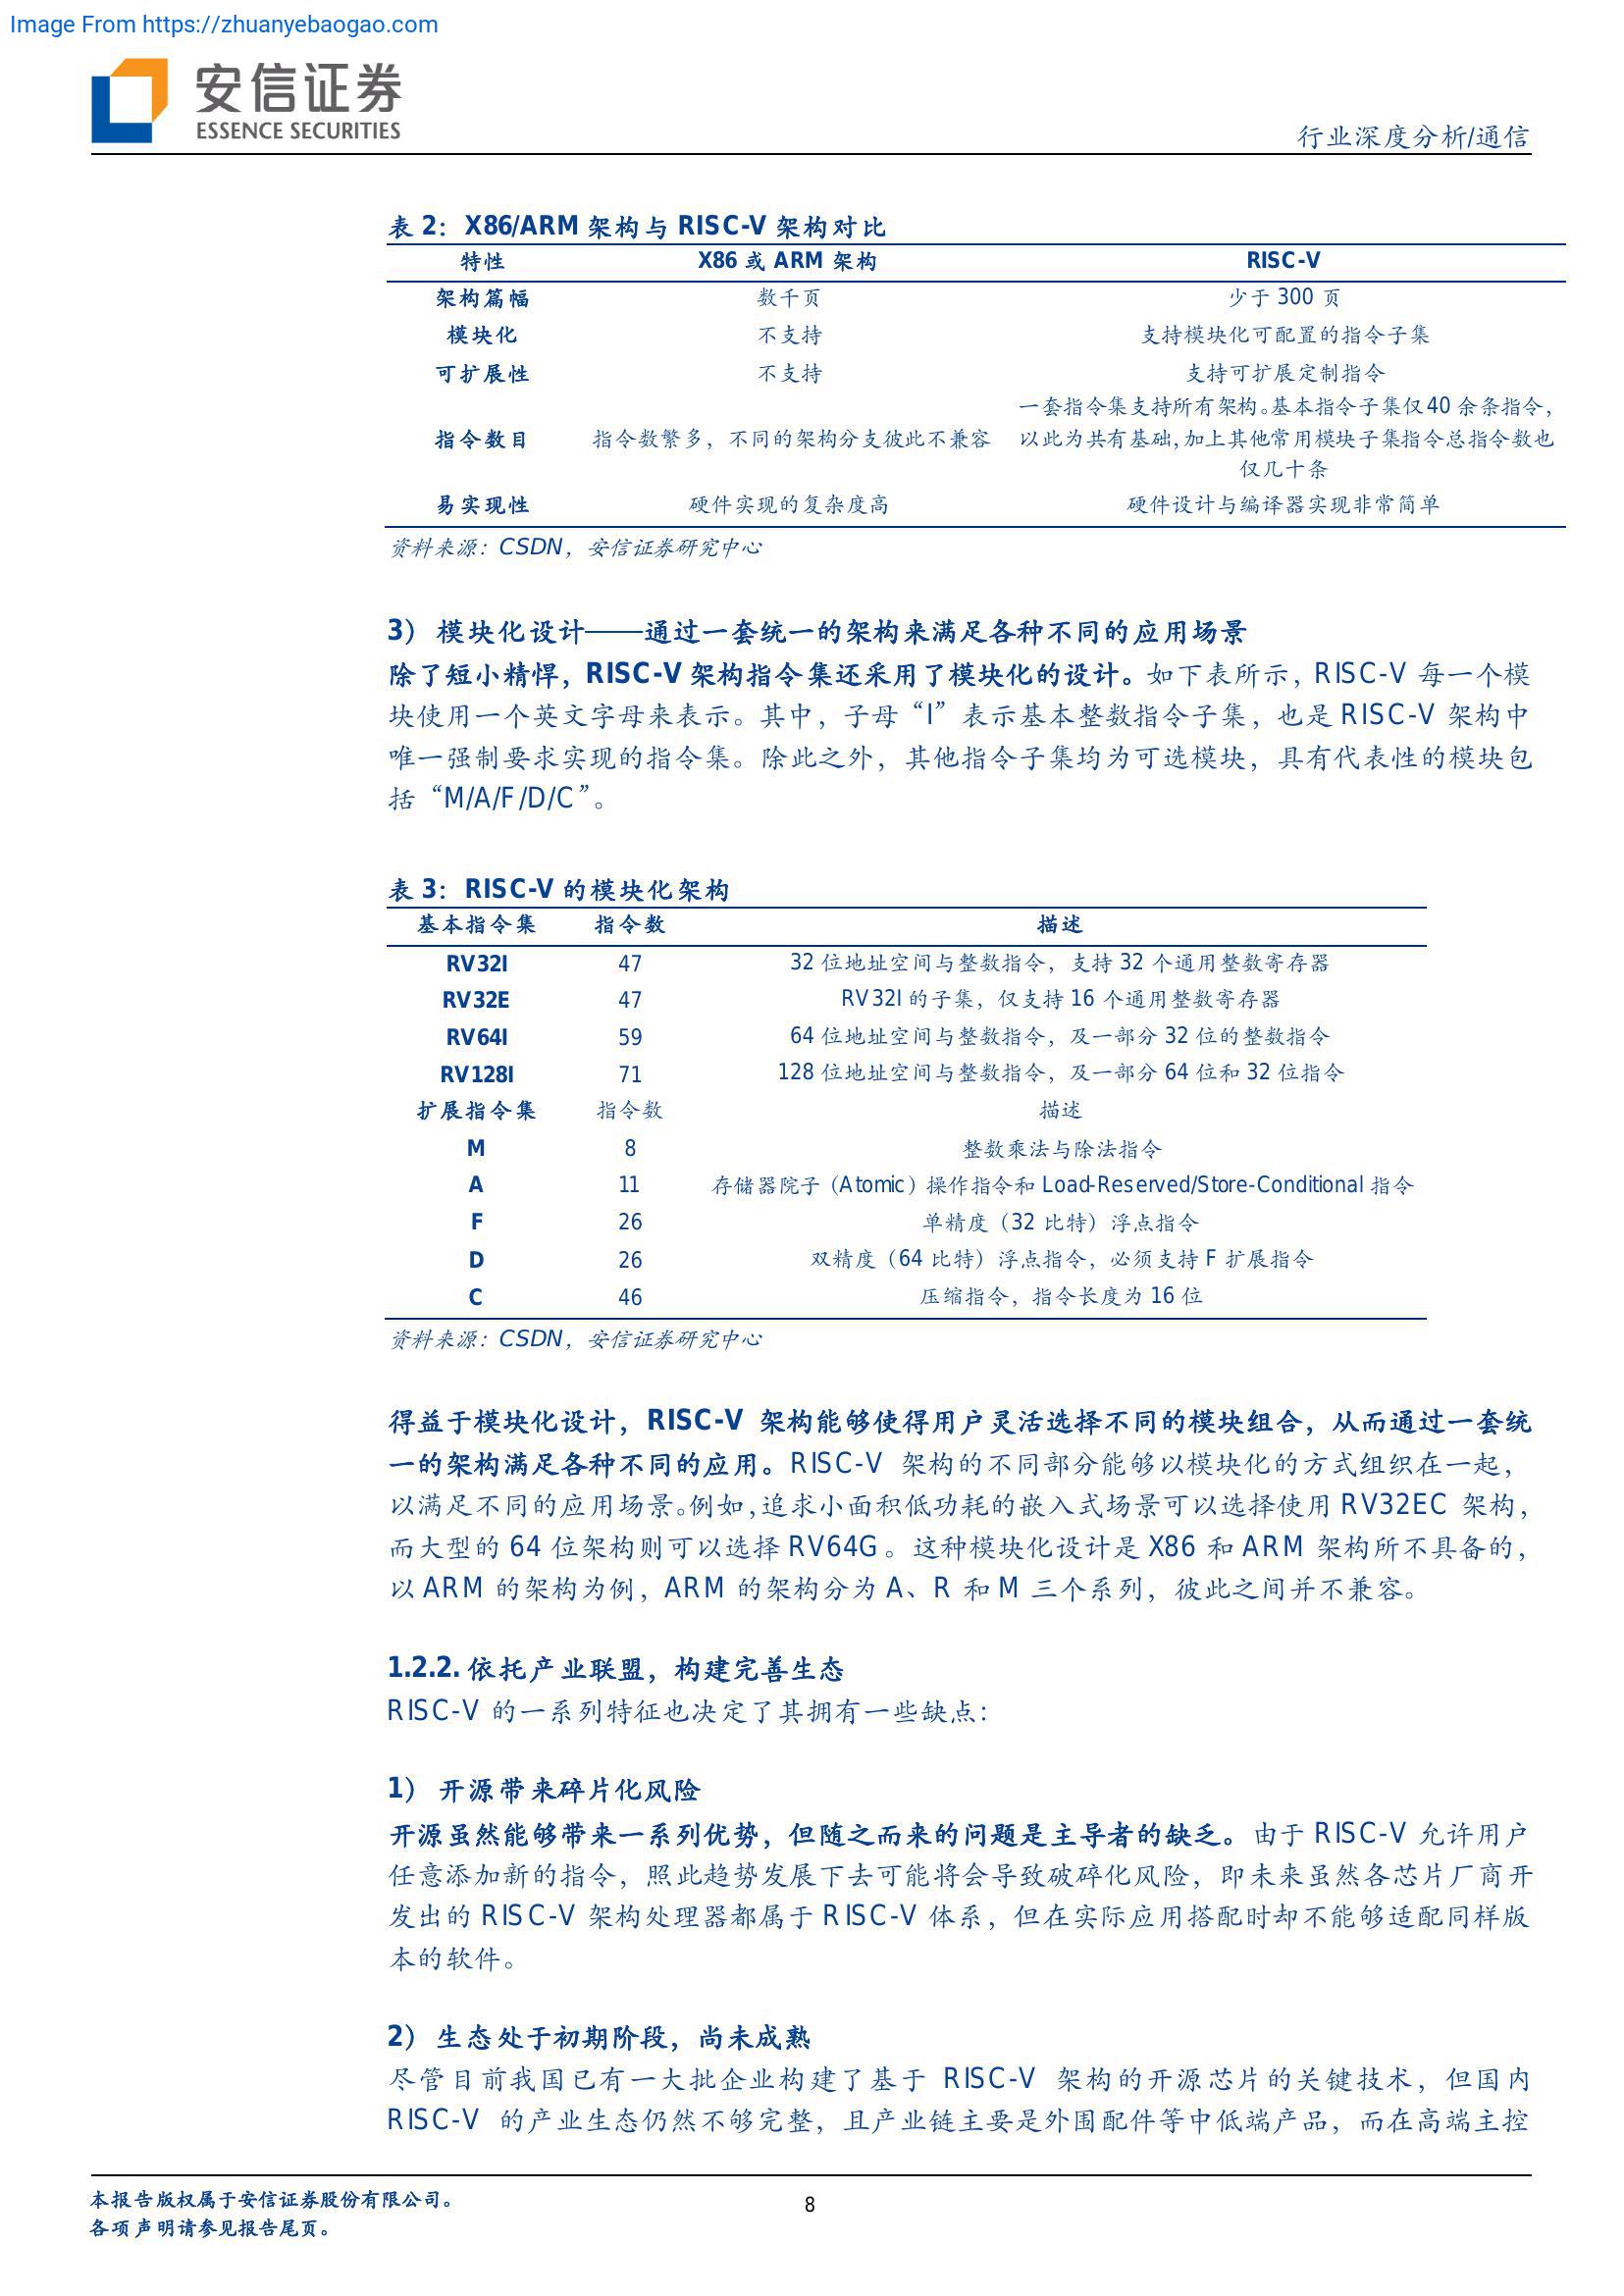 Image From https://zhuanyebaogao.com
安信证券
ESSENCE SECURITIES
行业深度分析/通信
表 2：X86/ARM 架构与 RISC-V 架构对比
特性 X86 或 ARM 架构 RISC-V
架构篇幅 数千页 少于 300 页
模块化 不支持 支持模块化可配置的指令子集
可扩展性 不支持 支持可扩展定制指令
一套指令集支持所有架构。基本指令子集仅 40 余条指令，
指令数目 指令数繁多，不同的架构分支彼此不兼容 以此为共有基础，加上其他常用模块子集指令总指令数也
仅几十条
易实现性 硬件实现的复杂度高 硬件设计与编译器实现非常简单
资料来源：CSDN，安信证券研究中心
3） 模块化设计——通过一套统一的架构来满足各种不同的应用场景
除了短小精悍，RISC-V 架构指令集还采用了模块化的设计。如下表所示，RISC-V 每一个模
块使用一个英文字母来表示。其中，子母“I”表示基本整数指令子集，也是 RISC-V 架构中
唯一强制要求实现的指令集。除此之外，其他指令子集均为可选模块，具有代表性的模块包
括“M/A/F/D/C”。
表 3：RISC-V 的模块化架构
基本指令集 指令数 描述
RV32I 47 32 位地址空间与整数指令，支持 32 个通用整数寄存器
RV32E 47 RV32I 的子集，仅支持 16 个通用整数寄存器
RV64I 59 64 位地址空间与整数指令，及一部分 32 位的整数指令
RV128I 71 128 位地址空间与整数指令，及一部分 64 位和 32 位指令
扩展指令集 指令数 描述
M 8 整数乘法与除法指令
A 11 存储器院子（Atomic）操作指令和 Load-Reserved/Store-Conditional 指令
F 26 单精度（32 比特）浮点指令
D 26 双精度（64 比特）浮点指令，必须支持 F 扩展指令
C 46 压缩指令，指令长度为 16 位
资料来源：CSDN，安信证券研究中心
得益于模块化设计，RISC-V 架构能够使得用户灵活选择不同的模块组合，从而通过一套统
一的架构满足各种不同的应用。RISC-V 架构的不同部分能够以模块化的方式组织在一起，
以满足不同的应用场景。例如，追求小面积低功耗的嵌入式场景可以选择使用 RV32EC 架构，
而大型的 64 位架构则可以选择 RV64G。这种模块化设计是 X86 和 ARM 架构所不具备的，
以 ARM 的架构为例，ARM 的架构分为 A、R 和 M 三个系列，彼此之间并不兼容。
1.2.2. 依托产业联盟，构建完善生态
RISC-V 的一系列特征也决定了其拥有一些缺点：
1） 开源带来碎片化风险
开源虽然能够带来一系列优势，但随之而来的问题是主导者的缺乏。由于 RISC-V 允许用户
任意添加新的指令，照此趋势发展下去可能将会导致破碎化风险，即未来虽然各芯片厂商开
发出的 RISC-V 架构处理器都属于 RISC-V 体系，但在实际应用搭配时却不能够适配同样版
本的软件。
2） 生态处于初期阶段，尚未成熟
尽管目前我国已有一大批企业构建了基于 RISC-V 架构的开源芯片的关键技术，但国内
RISC-V 的产业生态仍然不够完整，且产业链主要是外围配件等中低端产品，而在高端主控
本报告版权属于安信证券股份有限公司。
8
各项声明请参见报告尾页。